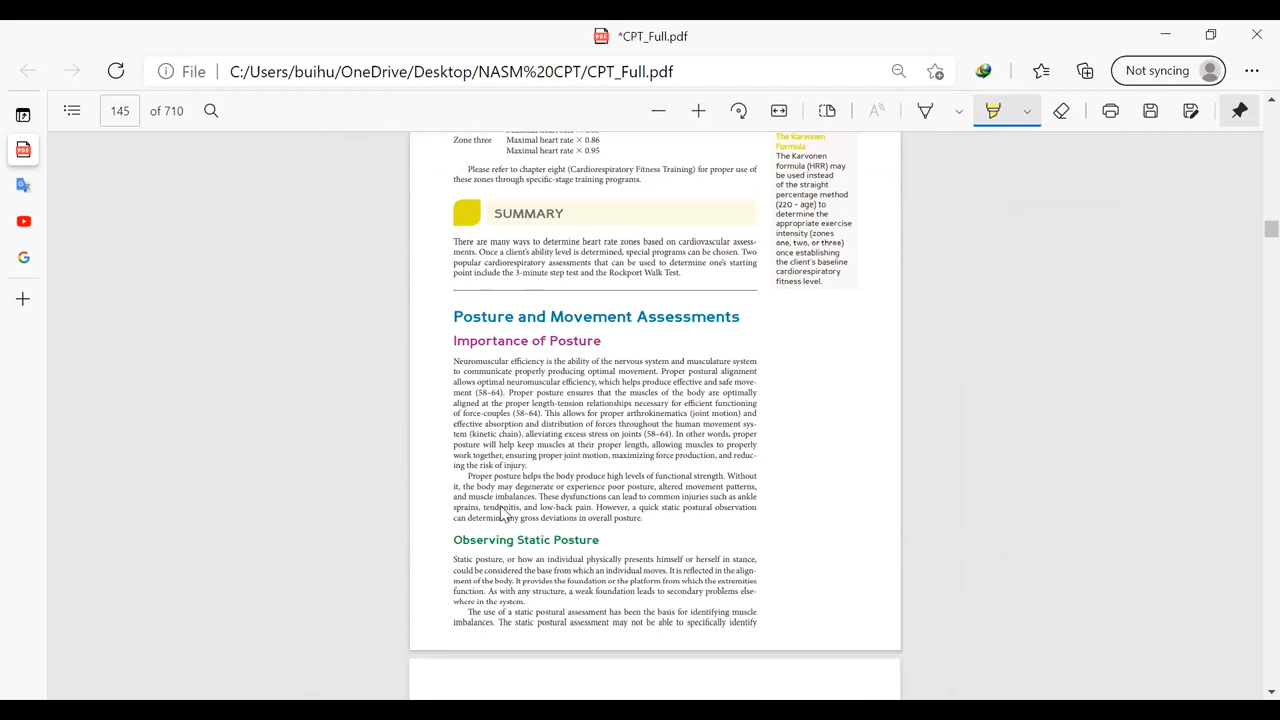 *CPT_Full.pdf
File
C:/Users/buihu/OneDrive/Desktop/NASM%20CPT/CPT_Full.pdf
Not syncing
145 of 710
Zone three
Maximal heart rate × 0.86
Maximal heart rate × 0.95
Please refer to chapter eight (Cardiorespiratory Fitness Training) for proper use of
these zones through specific-stage training programs.
SUMMARY
There are many ways to determine heart rate zones based on cardiovascular assess-
ments. Once a client's ability level is determined, special programs can be chosen. Two
popular cardiorespiratory assessments that can be used to determine one's starting
point include the 3-minute step test and the Rockport Walk Test.
The Karvonen
Formula
The Karvonen
formula (HRR) may
be used instead
of the straight
percentage method
(220 – age) to
determine the
appropriate exercise
intensity (zones
one, two, or three)
once establishing
the client's baseline
cardiorespiratory
fitness level.
Posture and Movement Assessments
Importance of Posture
Neuromuscular efficiency is the ability of the nervous system and musculature system
to communicate properly producing optimal movement. Proper postural alignment
allows optimal neuromuscular efficiency, which helps produce effective and safe move-
ment (58–64). Proper posture ensures that the muscles of the body are optimally
aligned at the proper length-tension relationships necessary for efficient functioning
of force-couples (58–64). This allows for proper arthrokinematics (joint motion) and
effective absorption and distribution of forces throughout the human movement sys-
tem (kinetic chain), alleviating excess stress on joints (58–64). In other words, proper
posture will help keep muscles at their proper length, allowing muscles to properly
work together, ensuring proper joint motion, maximizing force production, and reduc-
ing the risk of injury.
Proper posture helps the body produce high levels of functional strength. Without
it, the body may degenerate or experience poor posture, altered movement patterns,
and muscle imbalances. These dysfunctions can lead to common injuries such as ankle
sprains, tendonitis, and low-back pain. However, a quick static postural observation
can determine any gross deviations in overall posture.
Observing Static Posture
Static posture, or how an individual physically presents himself or herself in stance,
could be considered the base from which an individual moves. It is reflected in the align-
ment of the body. It provides the foundation or the platform from which the extremities
function. As with any structure, a weak foundation leads to secondary problems else-
where in the system.
The use of a static postural assessment has been the basis for identifying muscle
imbalances. The static postural assessment may not be able to specifically identify